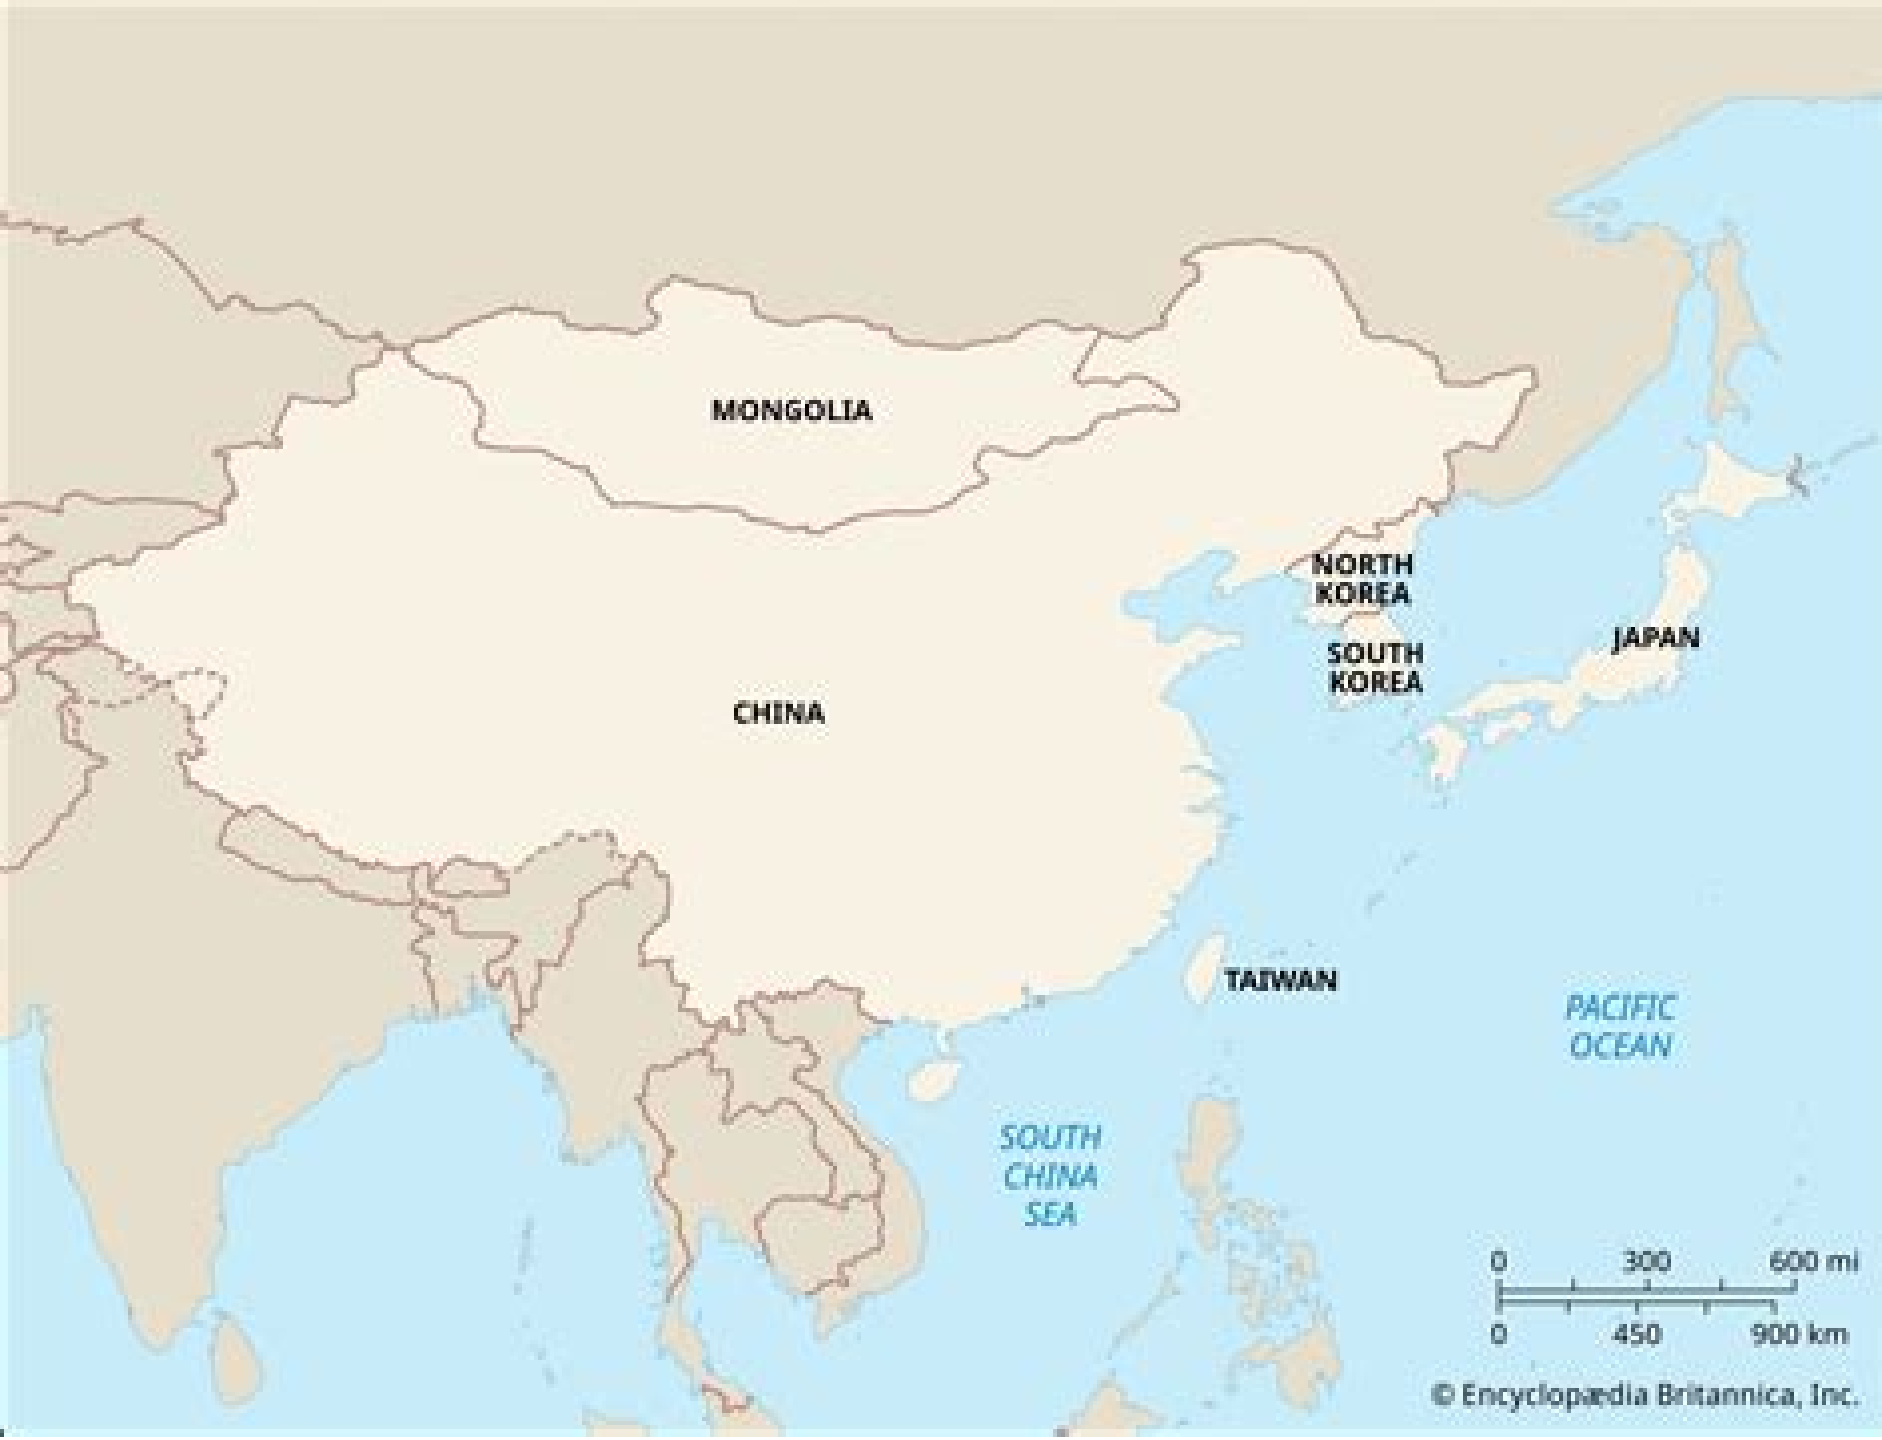 MONGOLIA
NORTH
KOREA
JAPAN
SOUTH
KOREA
CHINA
TAIWAN
PACIFIC
OCEAN
SOUTH
CHINA
SEA
0 300 600 mi
0 450 900 km
© Encyclopædia Britannica, Inc.